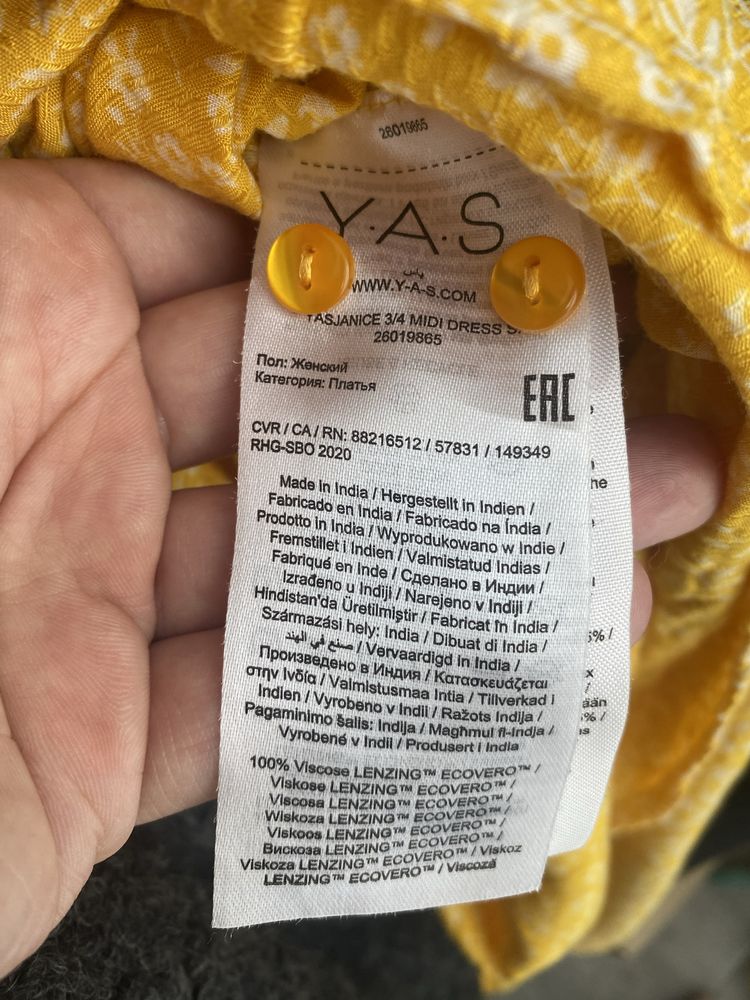 26019865
Y.A.S
ياس
WWW.Y-A-S.COM
YASJANICE 3/4 MIDI DRESS
26019865
Пол: Женский
Категория: Платья
EAC
CVR / CA / RN: 88216512 / 57831 / 149349
RHG-SBO 2020
Made in India / Hergestellt in Indien /
Fabricado en India / Fabricado na Índia /
Prodotto in India / Wyprodukowano w Indie /
Fremstillet i Indien / Valmistatud Indias /
Fabriqué en Inde / Сделано в Индии /
Izrađeno u Indiji / Narejeno v Indiji /
Hindistan'da Üretilmiştir / Fabricat în India /
Származási hely: India / Dibuat di India /
صنع في الهند / Vervaardigd in India /
Произведено в Индия / Κατασκευάζεται
στην Ινδία / Valmistusmaa Intia / Tillverkad i
Indien / Vyrobeno v Indii / Ražots Indija /
Pagaminimo šalis: Indija / Magħmul fl-Indja /
Vyrobené v Indii / Produsert i India
100% Viscose LENZING™ ECOVERO™ /
Viskose LENZING™ ECOVERO™ /
Viscosa LENZING™ ECOVERO™ /
Wiskoza LENZING™ ECOVERO™ /
Viskoos LENZING™ ECOVERO™ /
Вискоза LENZING™ ECOVERO™ /
Viskoza LENZING™ ECOVERO™ / Viskoz
LENZING™ ECOVERO™ / Viscoză